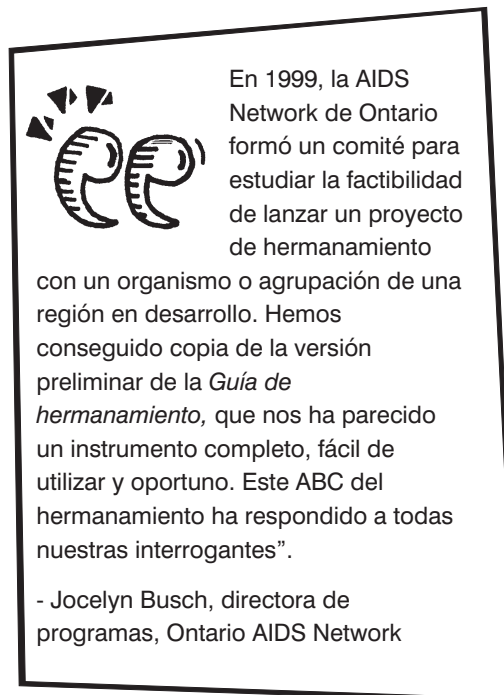 En 1999, la AIDS
Network de Ontario
formó un comité para
estudiar la factibilidad
de lanzar un proyecto
de hermanamiento
con un organismo o agrupación de una
región en desarrollo. Hemos
conseguido copia de la versión
preliminar de la Guía de
hermanamiento, que nos ha parecido
un instrumento completo, fácil de
utilizar y oportuno. Este ABC del
hermanamiento ha respondido a todas
nuestras interrogantes”.
- Jocelyn Busch, directora de
programas, Ontario AIDS Network